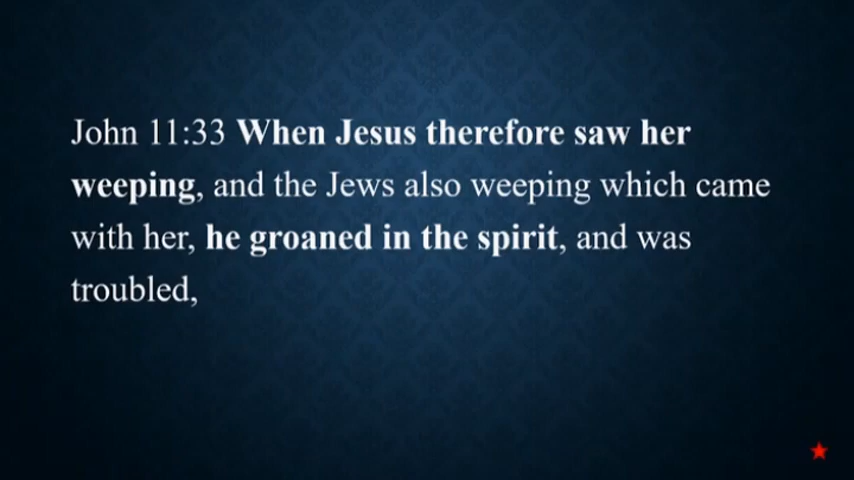 John 11:33 When Jesus therefore saw her
weeping, and the Jews also weeping which came
with her, he groaned in the spirit, and was
troubled,